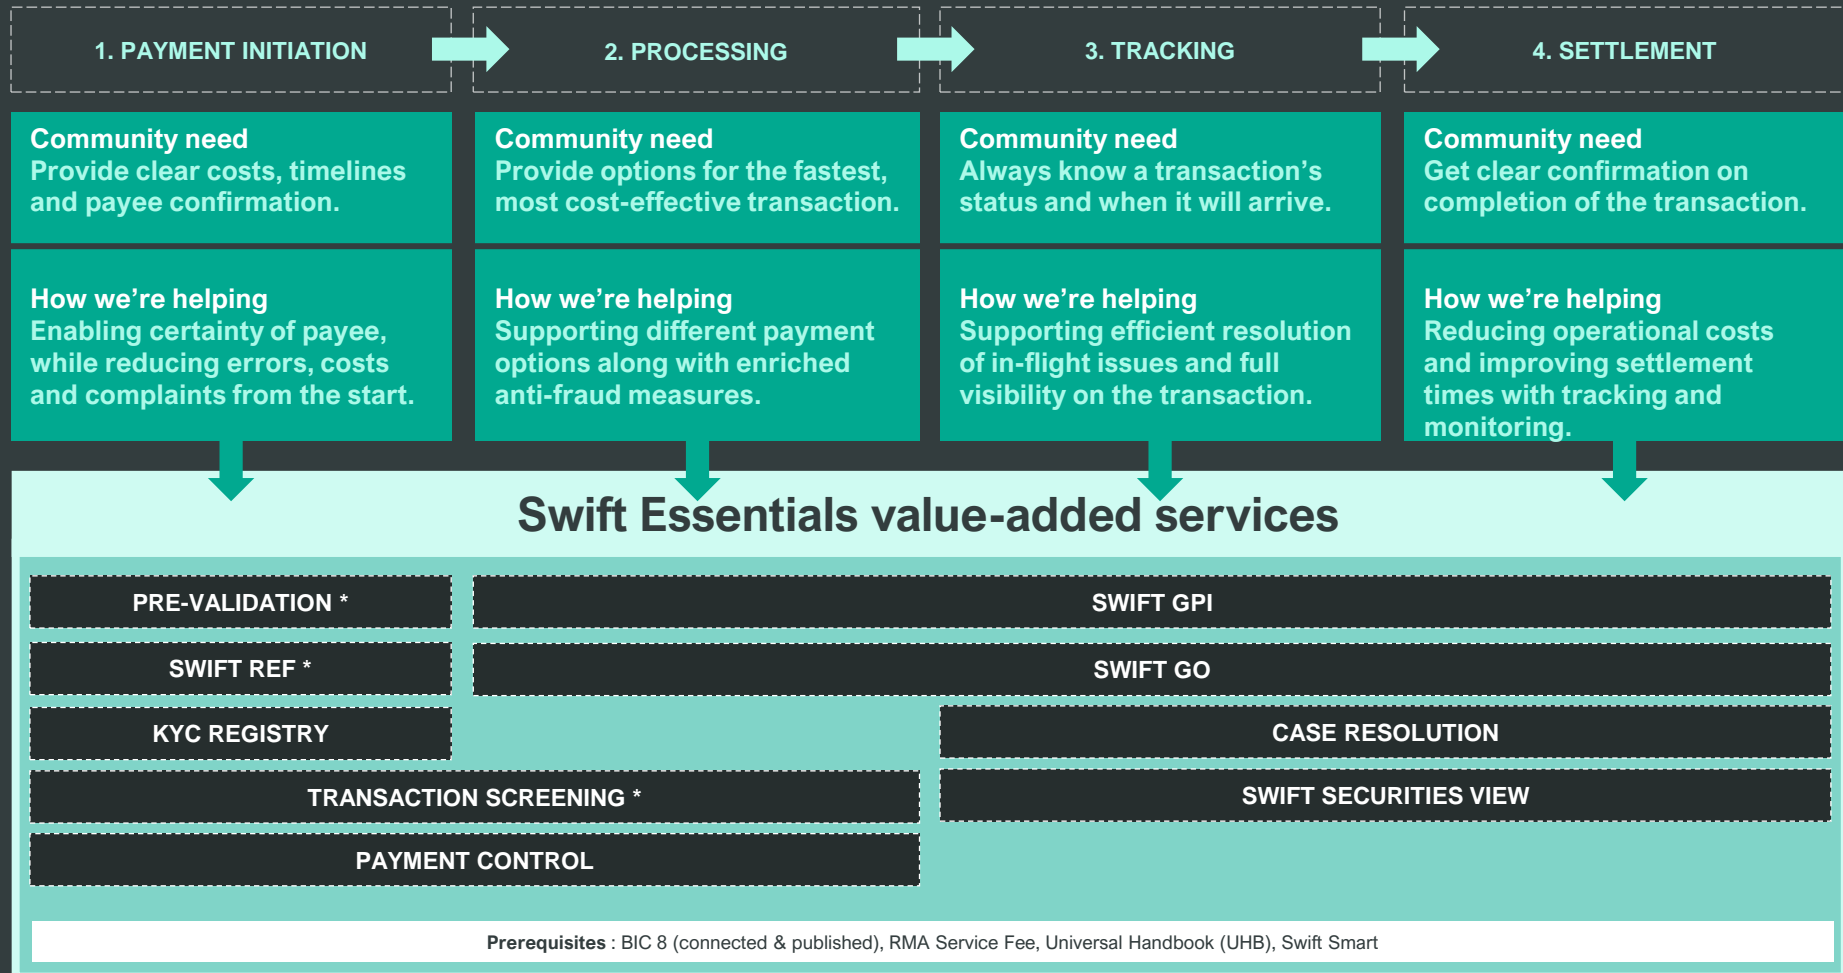 1. PAYMENT INITIATION
2. PROCESSING
3. TRACKING
4. SETTLEMENT
Community need
Provide clear costs, timelines
and payee confirmation.
Community need
Provide options for the fastest,
most cost-effective transaction.
Community need
Always know a transaction’s
status and when it will arrive.
Community need
Get clear confirmation on
completion of the transaction.
How we’re helping
Enabling certainty of payee,
while reducing errors, costs
and complaints from the start.
How we’re helping
Supporting different payment
options along with enriched
anti-fraud measures.
How we’re helping
Supporting efficient resolution
of in-flight issues and full
visibility on the transaction.
How we’re helping
Reducing operational costs
and improving settlement
times with tracking and
monitoring.
Swift Essentials value-added services
PRE-VALIDATION *
SWIFT GPI
SWIFT REF *
SWIFT GO
KYC REGISTRY
CASE RESOLUTION
TRANSACTION SCREENING *
SWIFT SECURITIES VIEW
PAYMENT CONTROL
Prerequisites : BIC 8 (connected & published), RMA Service Fee, Universal Handbook (UHB), Swift Smart